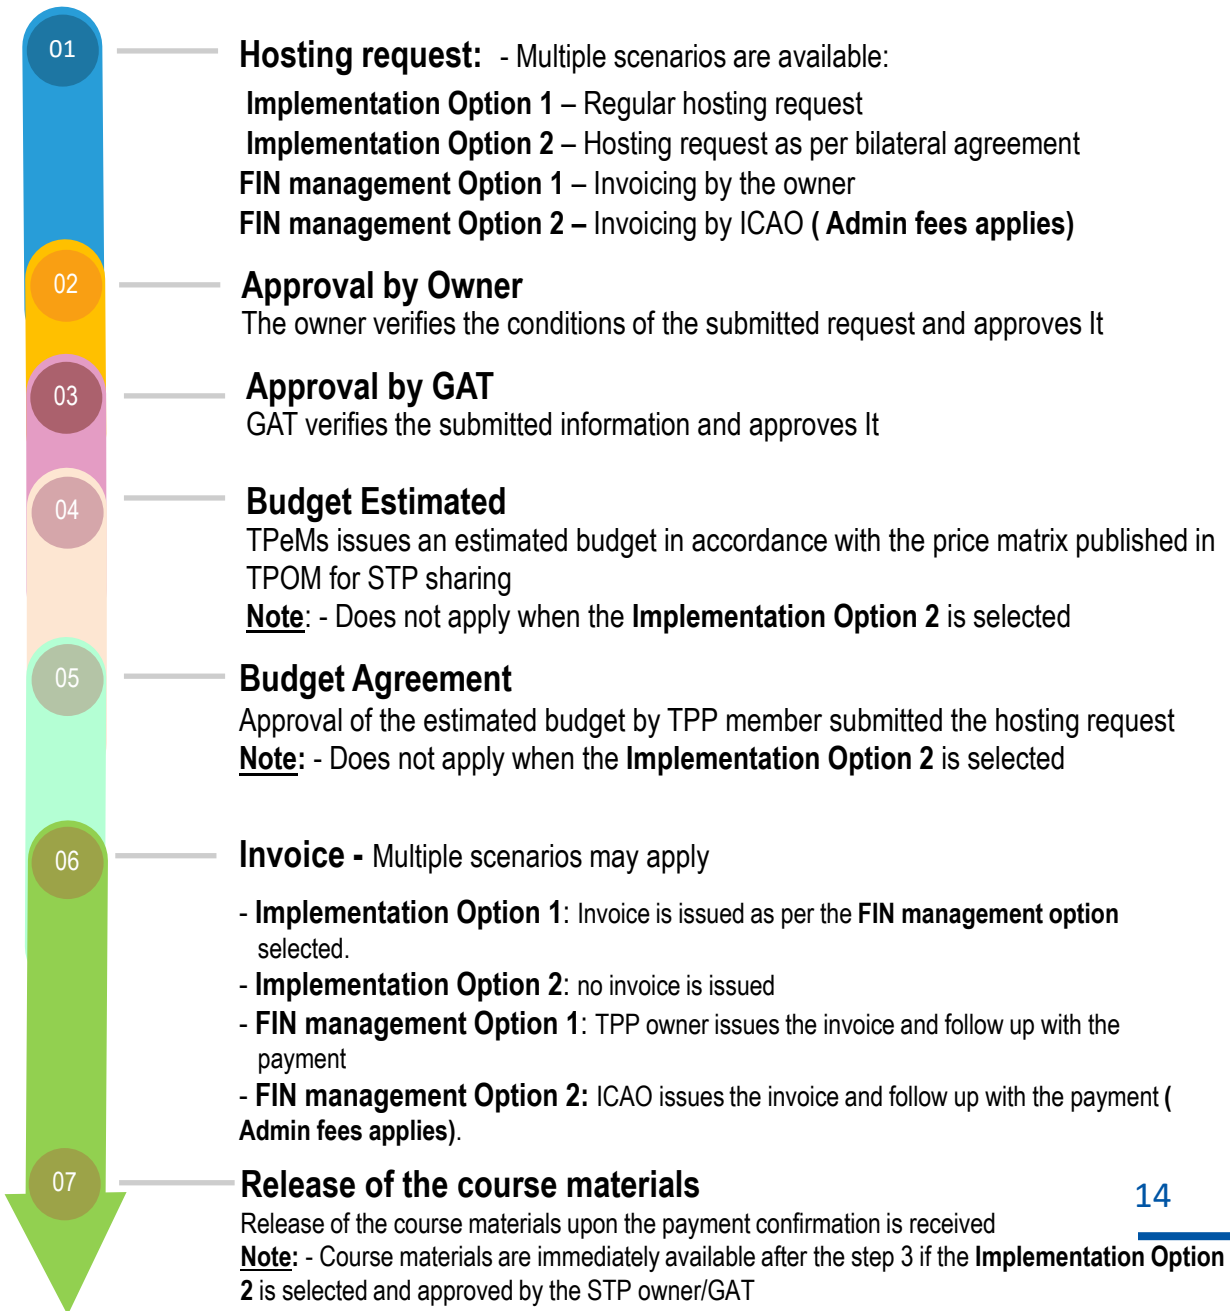 01
Hosting request: - Multiple scenarios are available:
Implementation Option 1 – Regular hosting request
Implementation Option 2 – Hosting request as per bilateral agreement
FIN management Option 1 – Invoicing by the owner
FIN management Option 2 – Invoicing by ICAO ( Admin fees applies)
02
Approval by Owner
The owner verifies the conditions of the submitted request and approves It
03
Approval by GAT
GAT verifies the submitted information and approves It
04
Budget Estimated
TPeMs issues an estimated budget in accordance with the price matrix published in
TPOM for STP sharing
Note: - Does not apply when the Implementation Option 2 is selected
05
Budget Agreement
Approval of the estimated budget by TPP member submitted the hosting request
Note: - Does not apply when the Implementation Option 2 is selected
06
Invoice - Multiple scenarios may apply
- Implementation Option 1: Invoice is issued as per the FIN management option
selected.
- Implementation Option 2: no invoice is issued
- FIN management Option 1: TPP owner issues the invoice and follow up with the
payment
- FIN management Option 2: ICAO issues the invoice and follow up with the payment (
Admin fees applies).
07
Release of the course materials
14
Release of the course materials upon the payment confirmation is received
Note: - Course materials are immediately available after the step 3 if the Implementation Option
2 is selected and approved by the STP owner/GAT